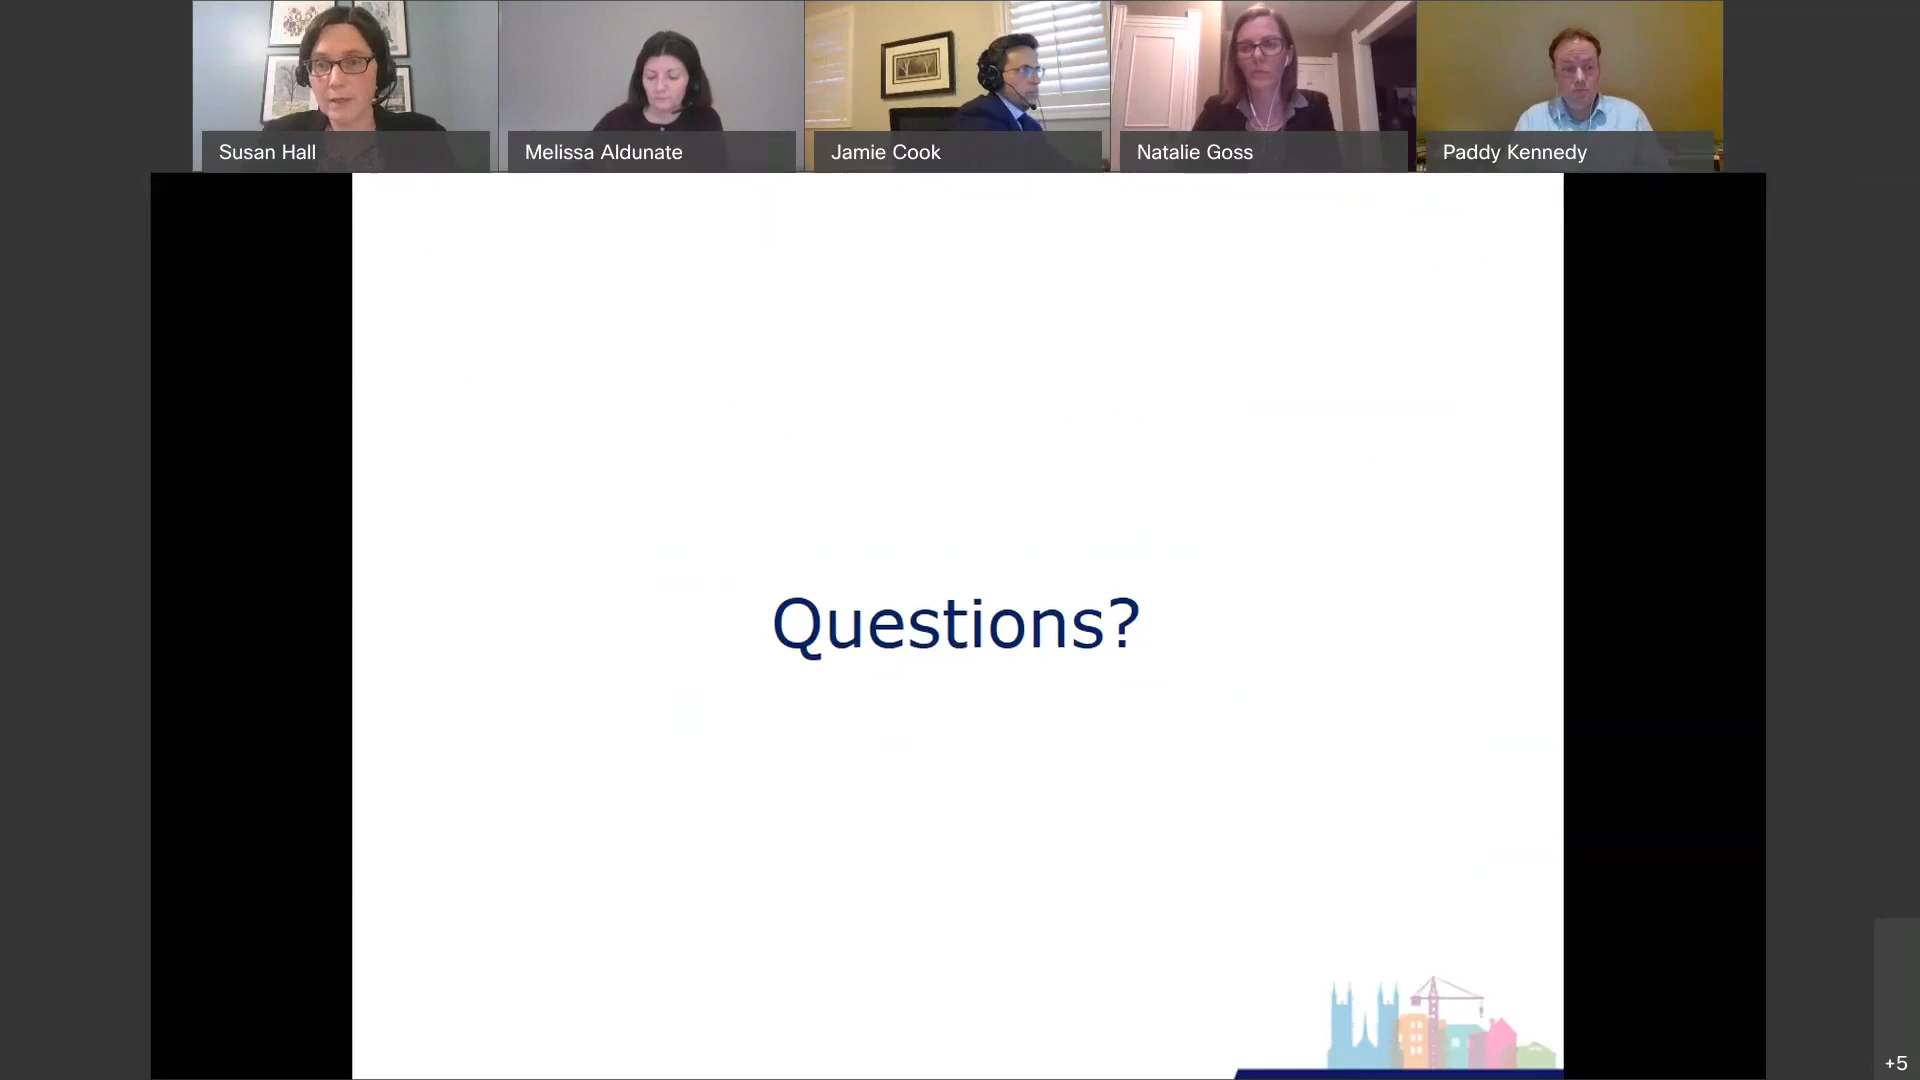 Susan Hall
Melissa Aldunate
Jamie Cook
Natalie Goss
Paddy Kennedy
Questions?
+5